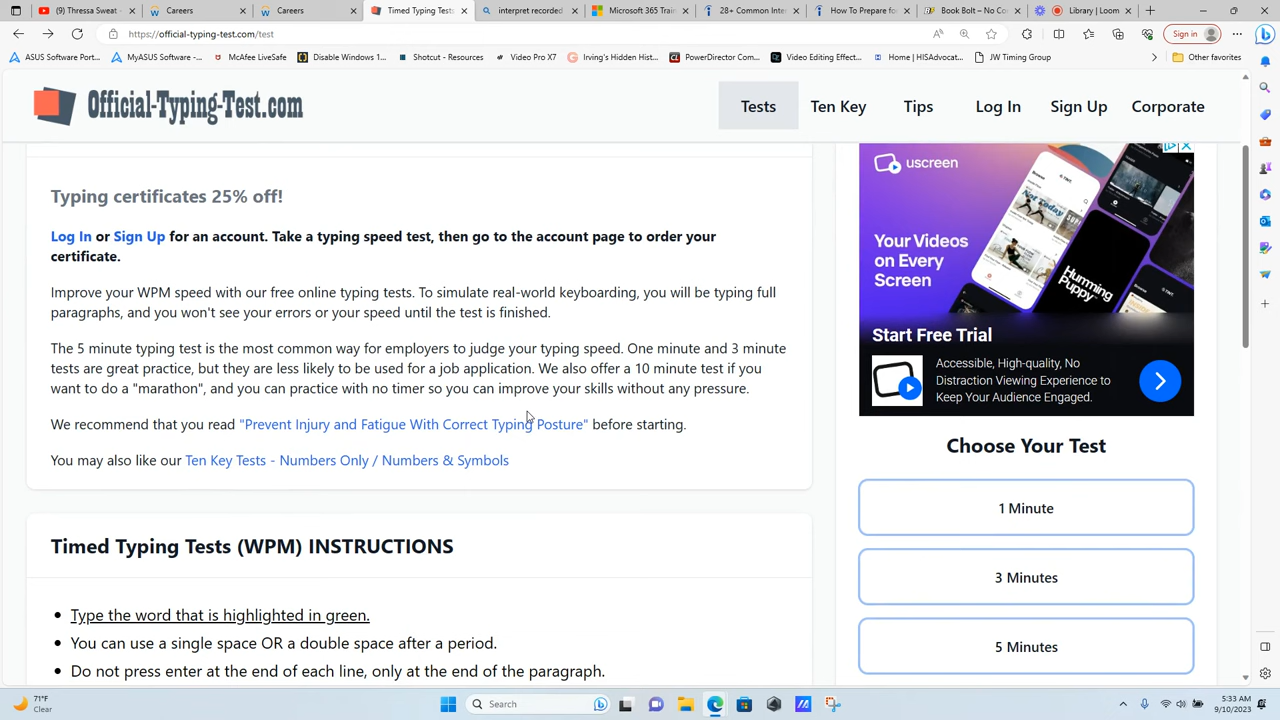 (9) Thressa Sweat -
Careers
Careers
Timed Typing Tests
interpret recorded
Microsoft 365 Train
28+ Common Inter
How To Prepare for
Book Bolt – No Co
Library | Loom
https://official-typing-test.com/test
Sign in
ASUS Software Port...
MyASUS Software -...
McAfee LiveSafe
Disable Windows 1...
Shotcut - Resources
Video Pro X7
Irving's Hidden Hist...
PowerDirector Com...
Video Editing Effect...
Home | HISAdvocat...
JW Timing Group
Other favorites
Official-Typing-Test.com
Tests
Ten Key
Tips
Log In
Sign Up
Corporate
Typing certificates 25% off!
Log In or Sign Up for an account. Take a typing speed test, then go to the account page to order your
certificate.
Improve your WPM speed with our free online typing tests. To simulate real-world keyboarding, you will be typing full
paragraphs, and you won't see your errors or your speed until the test is finished.
The 5 minute typing test is the most common way for employers to judge your typing speed. One minute and 3 minute
tests are great practice, but they are less likely to be used for a job application. We also offer a 10 minute test if you
want to do a "marathon", and you can practice with no timer so you can improve your skills without any pressure.
We recommend that you read "Prevent Injury and Fatigue With Correct Typing Posture" before starting.
You may also like our Ten Key Tests - Numbers Only / Numbers & Symbols
Timed Typing Tests (WPM) INSTRUCTIONS
Type the word that is highlighted in green.
You can use a single space OR a double space after a period.
Do not press enter at the end of each line, only at the end of the paragraph.
uscreen
Your Videos
on Every
Screen
Not Today
Humming
Puppy
Start Free Trial
Accessible, High-quality, No
Distraction Viewing Experience to
Keep Your Audience Engaged.
Choose Your Test
1 Minute
3 Minutes
5 Minutes
71°F
Clear
Search
5:33 AM
9/10/2023